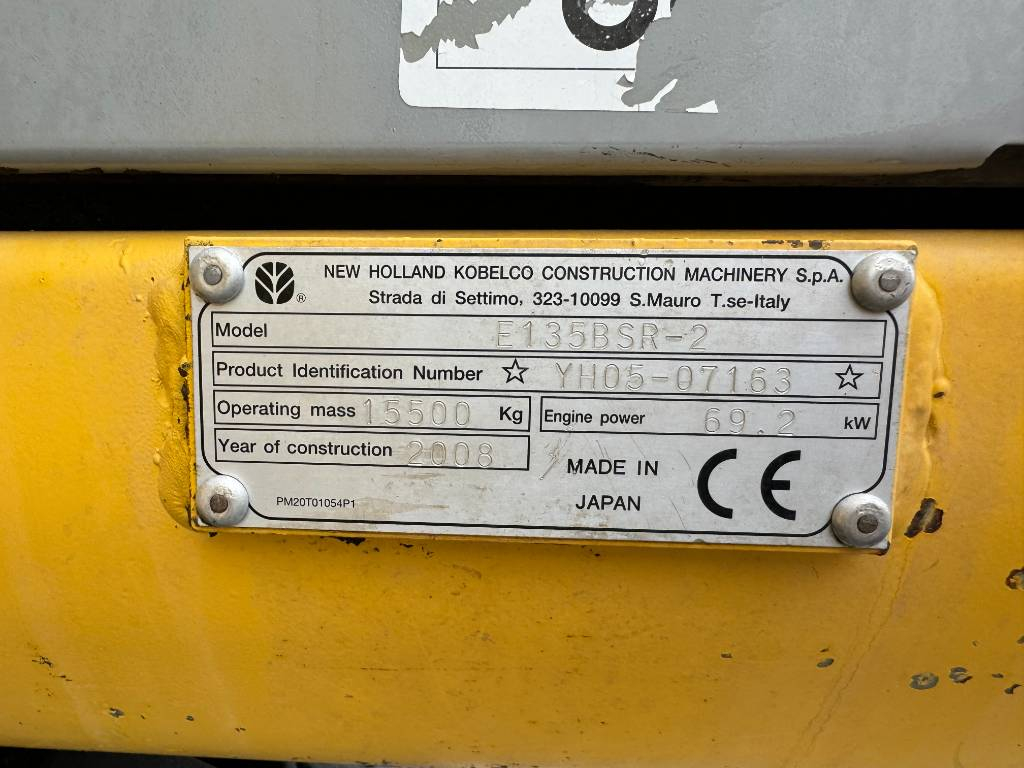 NEW HOLLAND KOBELCO CONSTRUCTION MACHINERY S.p.A.
Strada di Settimo, 323-10099 S.Mauro T.se-Italy
Model E135BSR-2
Product Identification Number ☆ YH05-07163 ☆
Operating mass 15500 Kg Engine power 69.2 kW
Year of construction 2008
MADE IN
JAPAN
CE
PM20T01054P1
®